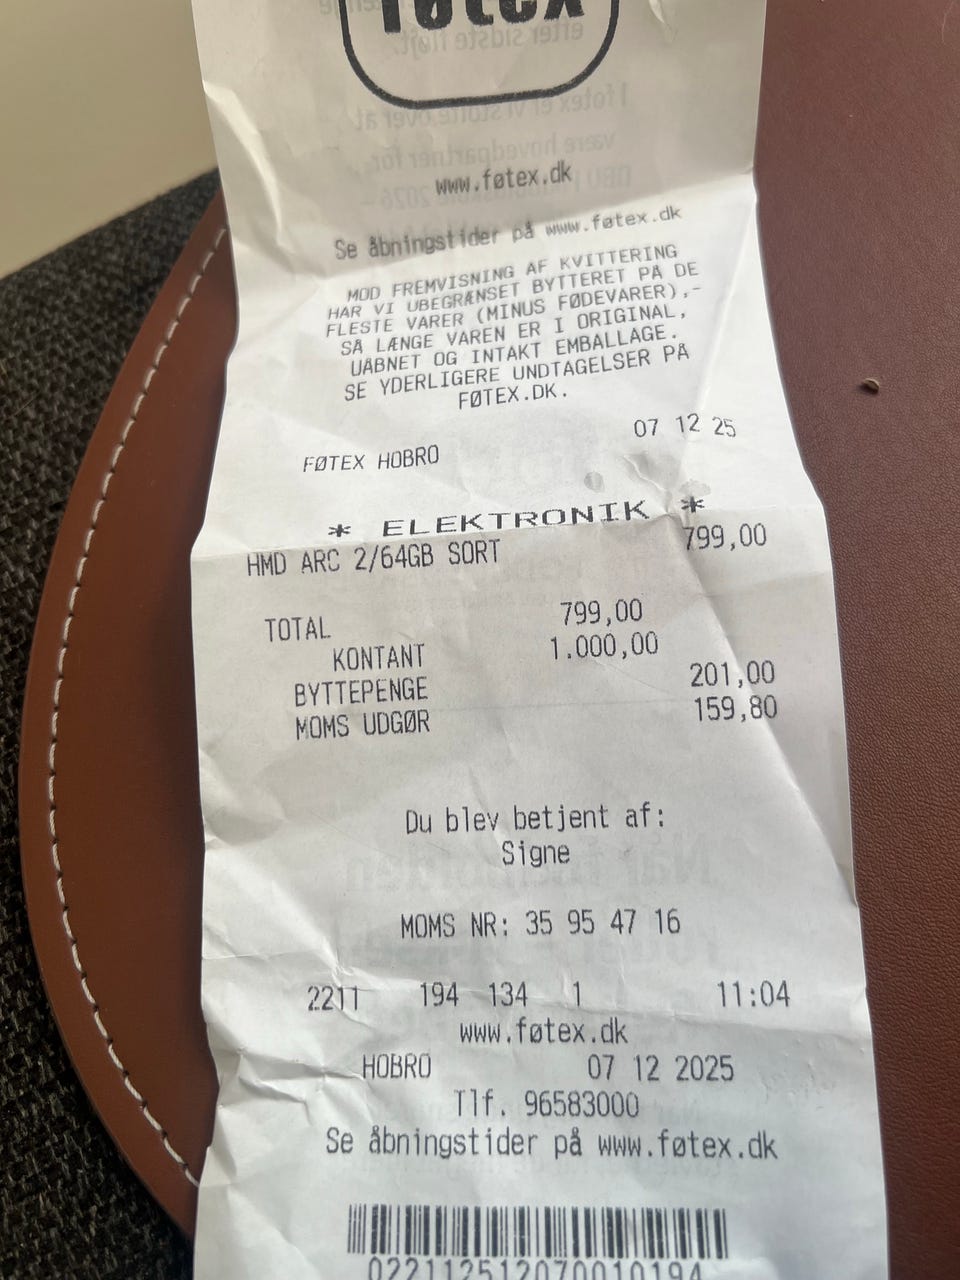 føtex
www.føtex.dk
Se åbningstider på www.føtex.dk
MOD FREMVISNING AF KVITTERING
HAR VI UBEGRÆNSET BYTTERET PÅ DE
FLESTE VARER (MINUS FØDEVARER),-
SÅ LÆNGE VAREN ER I ORIGINAL,
UÅBNET OG INTAKT EMBALLAGE.
SE YDERLIGERE UNDTAGELSER PÅ
FØTEX.DK.
07 12 25
FØTEX HOBRO
* ELEKTRONIK *
HMD ARC 2/64GB SORT 799,00
TOTAL 799,00
KONTANT 1.000,00
BYTTEPENGE 201,00
MOMS UDGØR 159,80
Du blev betjent af:
Signe
MOMS NR: 35 95 47 16
2211 194 134 1 11:04
www.føtex.dk
HOBRO 07 12 2025
Tlf. 96583000
Se åbningstider på www.føtex.dk
022112512070010194